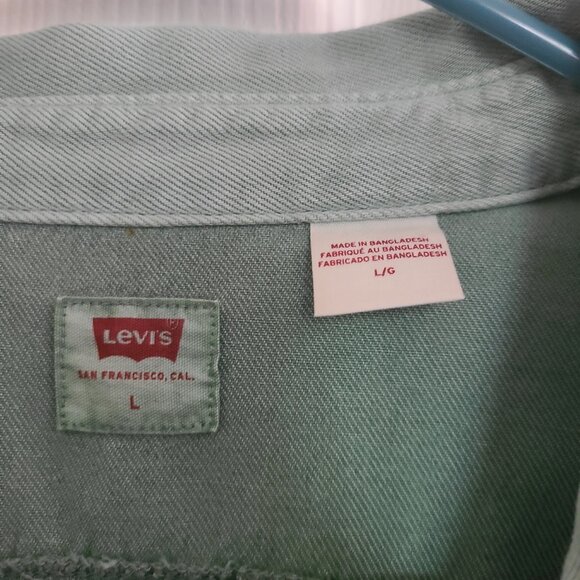 MADE IN BANGLADESH
FABRIQUÉ AU BANGLADESH
FABRICADO EN BANGLADESH
L/G
LEVI'S
SAN FRANCISCO, CAL.
L